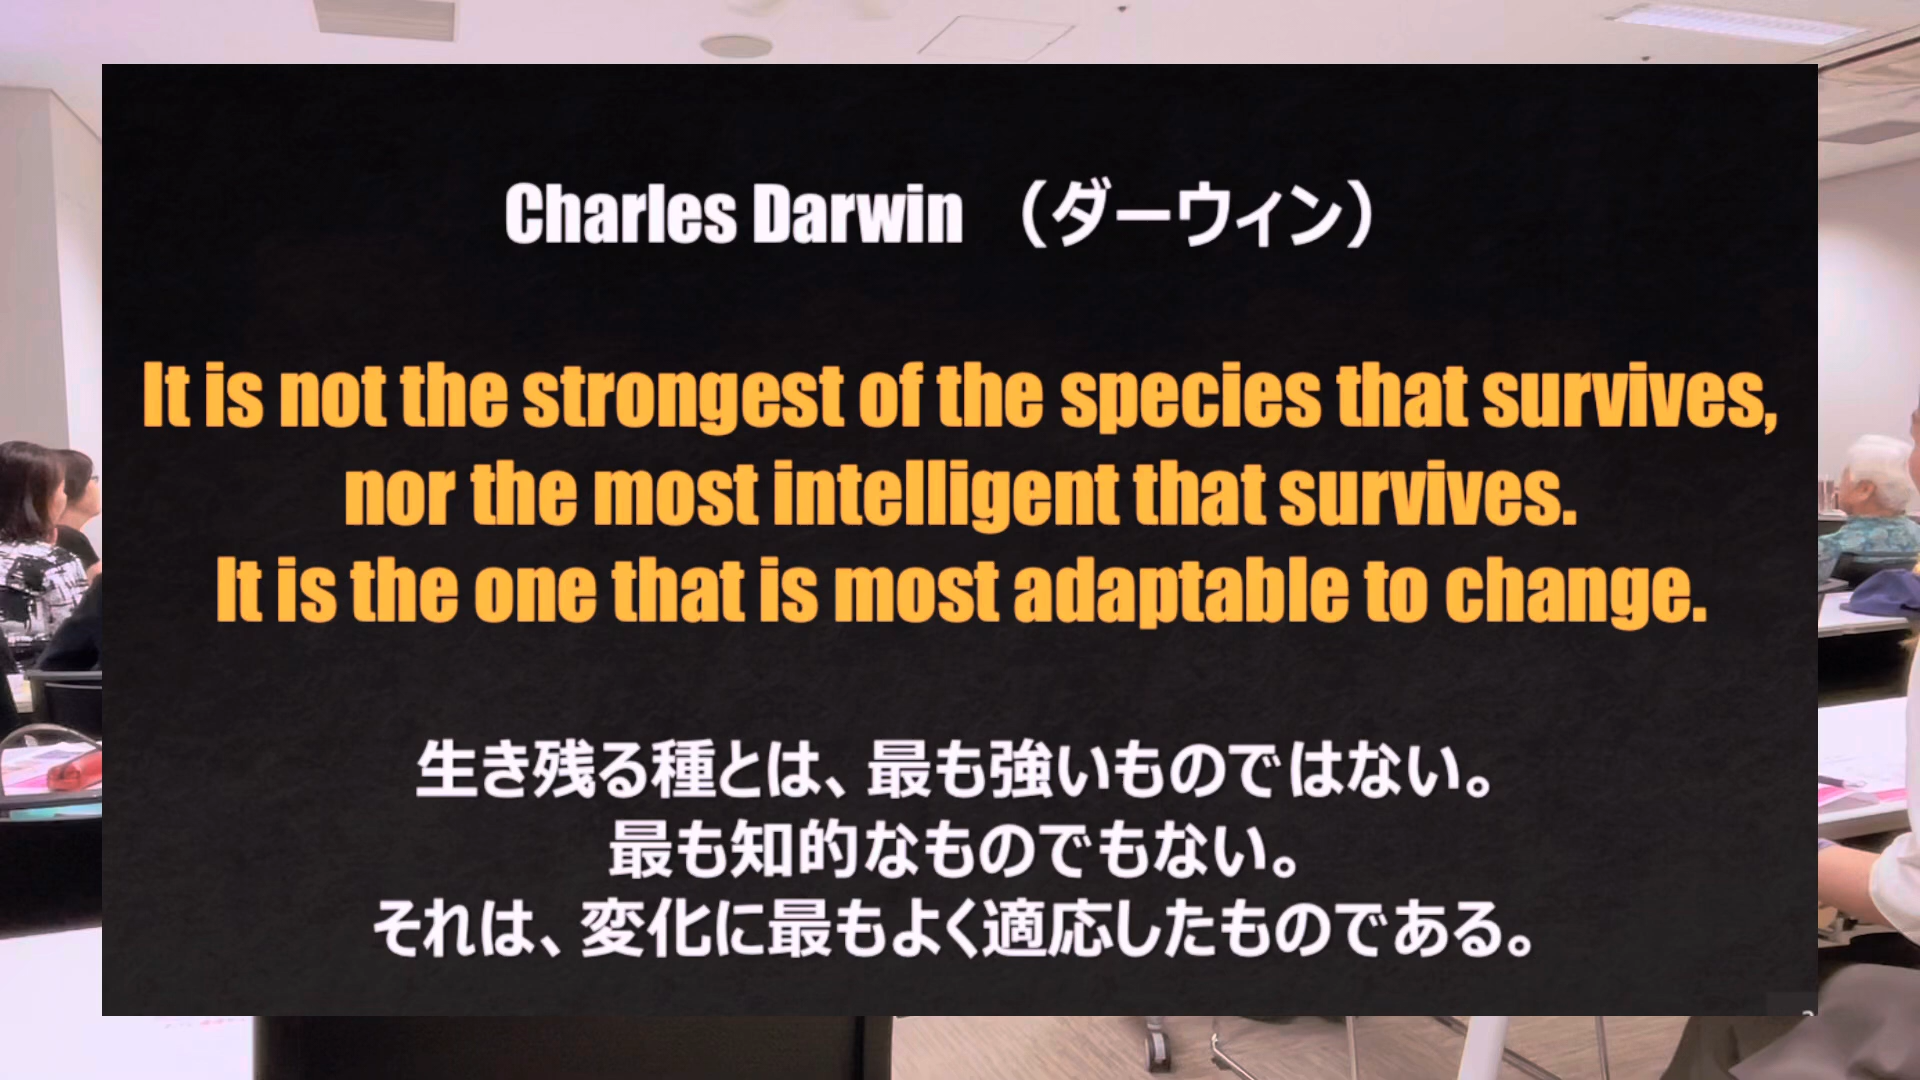 Charles Darwin （ダーウィン）
It is not the strongest of the species that survives,
nor the most intelligent that survives.
It is the one that is most adaptable to change.
生き残る種とは、最も強いものではない。
最も知的なものでもない。
それは、変化に最もよく適応したものである。